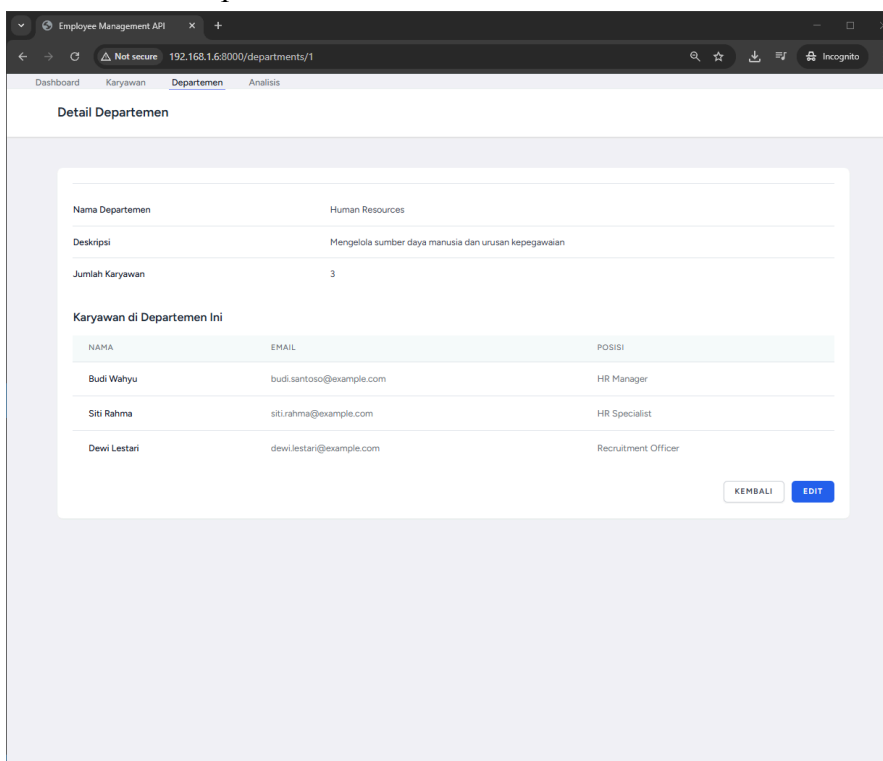 Employee Management API
Not secure 192.168.1.6:8000/departments/1 Incognito
Dashboard Karyawan Departemen Analisis
Detail Departemen
Nama Departemen Human Resources
Deskripsi Mengelola sumber daya manusia dan urusan kepegawaian
Jumlah Karyawan 3
Karyawan di Departemen Ini
NAMA EMAIL POSISI
Budi Wahyu budi.santoso@example.com HR Manager
Siti Rahma siti.rahma@example.com HR Specialist
Dewi Lestari dewi.lestari@example.com Recruitment Officer
KEMBALI EDIT